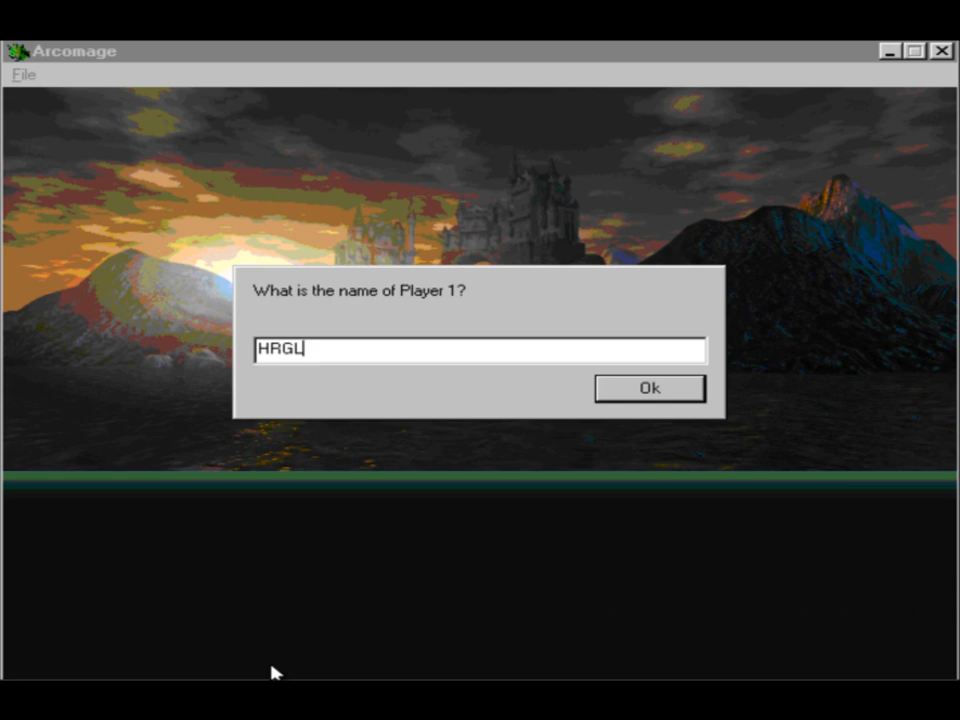 Arcomage
File
What is the name of Player 1?
HRGL
Ok